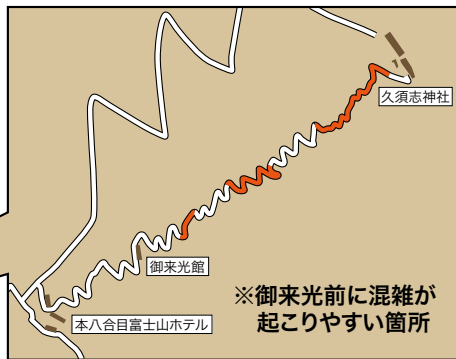 久須志神社
御来光館
本八合目富士山ホテル
※御来光前に混雑が
起こりやすい箇所